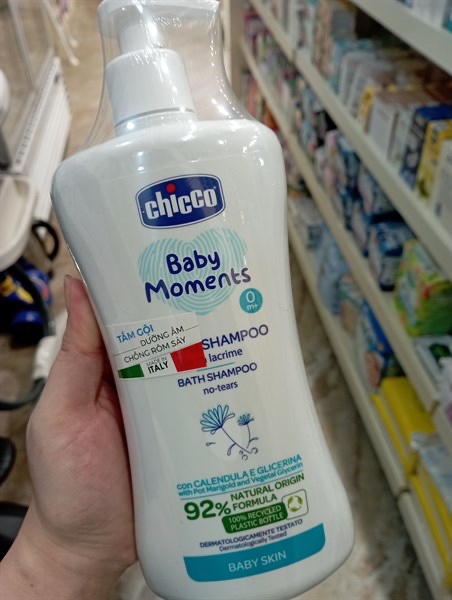 chicco
Baby
Moments
0
m+
TẮM GỘI
DƯỠNG ẨM
CHỐNG RÔM SẢY
MADE IN
ITALY
SHAMPOO
lacrime
BATH SHAMPOO
no-tears
con CALENDULA E GLICERINA
with Pot Marigold and Vegetal Glycerin
92% NATURAL ORIGIN
FORMULA
100% RECYCLED
PLASTIC BOTTLE
DERMATOLOGICAMENTE TESTATO
Dermatologically Tested
BABY SKIN